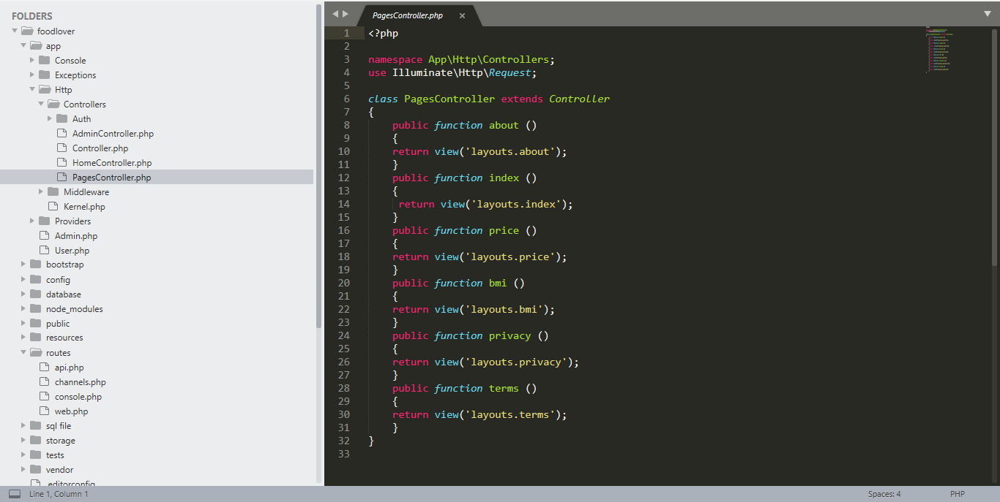 FOLDERS
foodlover
app
Console
Exceptions
Http
Controllers
Auth
AdminController.php
Controller.php
HomeController.php
PagesController.php
Middleware
Kernel.php
Providers
Admin.php
User.php
bootstrap
config
database
node_modules
public
resources
routes
api.php
channels.php
console.php
web.php
sql file
storage
tests
vendor
.editorconfig
PagesController.php ×
1 <?php
2
3 namespace App\Http\Controllers;
4 use Illuminate\Http\Request;
5
6 class PagesController extends Controller
7 {
8     public function about ()
9     {
10     return view('layouts.about');
11     }
12     public function index ()
13     {
14      return view('layouts.index');
15     }
16     public function price ()
17     {
18     return view('layouts.price');
19     }
20     public function bmi ()
21     {
22     return view('layouts.bmi');
23     }
24     public function privacy ()
25     {
26     return view('layouts.privacy');
27     }
28     public function terms ()
29     {
30     return view('layouts.terms');
31     }
32 }
33
Line 1, Column 1 Spaces: 4 PHP